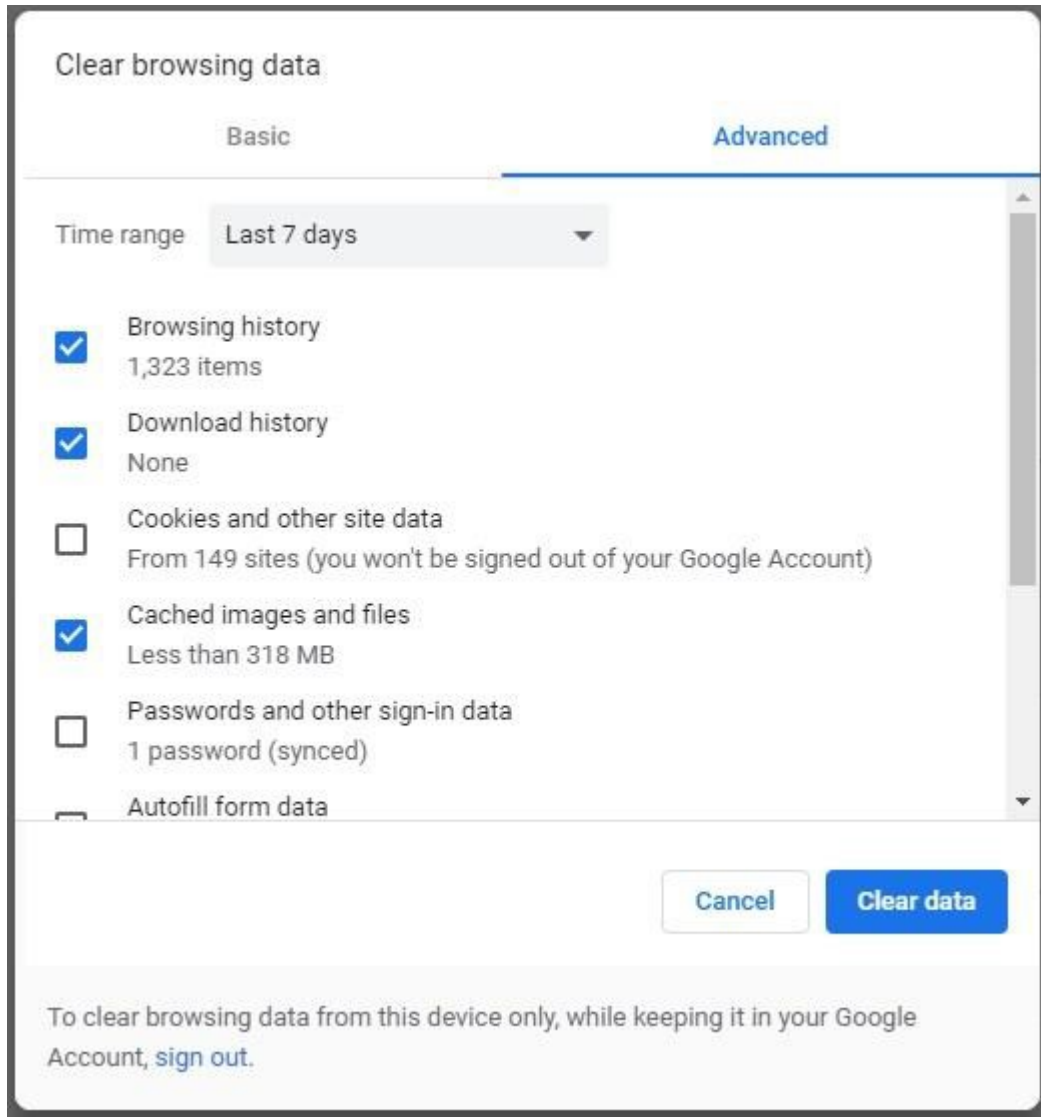 Clear browsing data
Basic
Advanced
Time range
Last 7 days
Browsing history
1,323 items
Download history
None
Cookies and other site data
From 149 sites (you won't be signed out of your Google Account)
Cached images and files
Less than 318 MB
Passwords and other sign-in data
1 password (synced)
Autofill form data
Cancel
Clear data
To clear browsing data from this device only, while keeping it in your Google
Account, sign out.